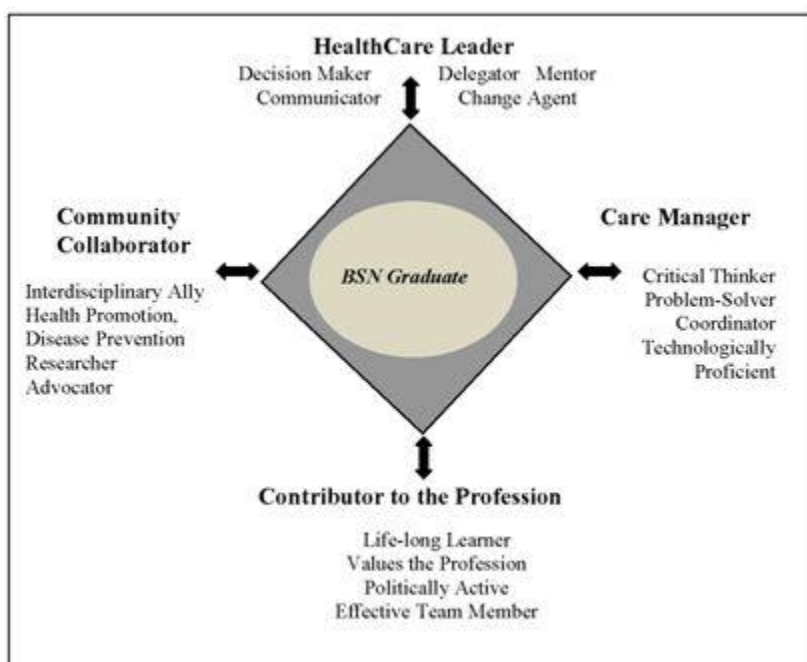 HealthCare Leader
Decision Maker Delegator Mentor
Communicator Change Agent
Community
Collaborator
Interdisciplinary Ally
Health Promotion,
Disease Prevention
Researcher
Advocator
BSN Graduate
Care Manager
Critical Thinker
Problem-Solver
Coordinator
Technologically
Proficient
Contributor to the Profession
Life-long Learner
Values the Profession
Politically Active
Effective Team Member